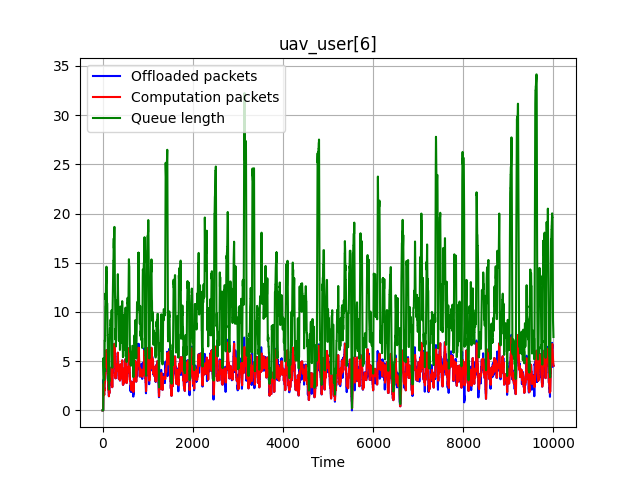 uav_user[6]
Offloaded packets
Computation packets
Queue length
35
30
25
20
15
10
5
0
0 2000 4000 6000 8000 10000
Time